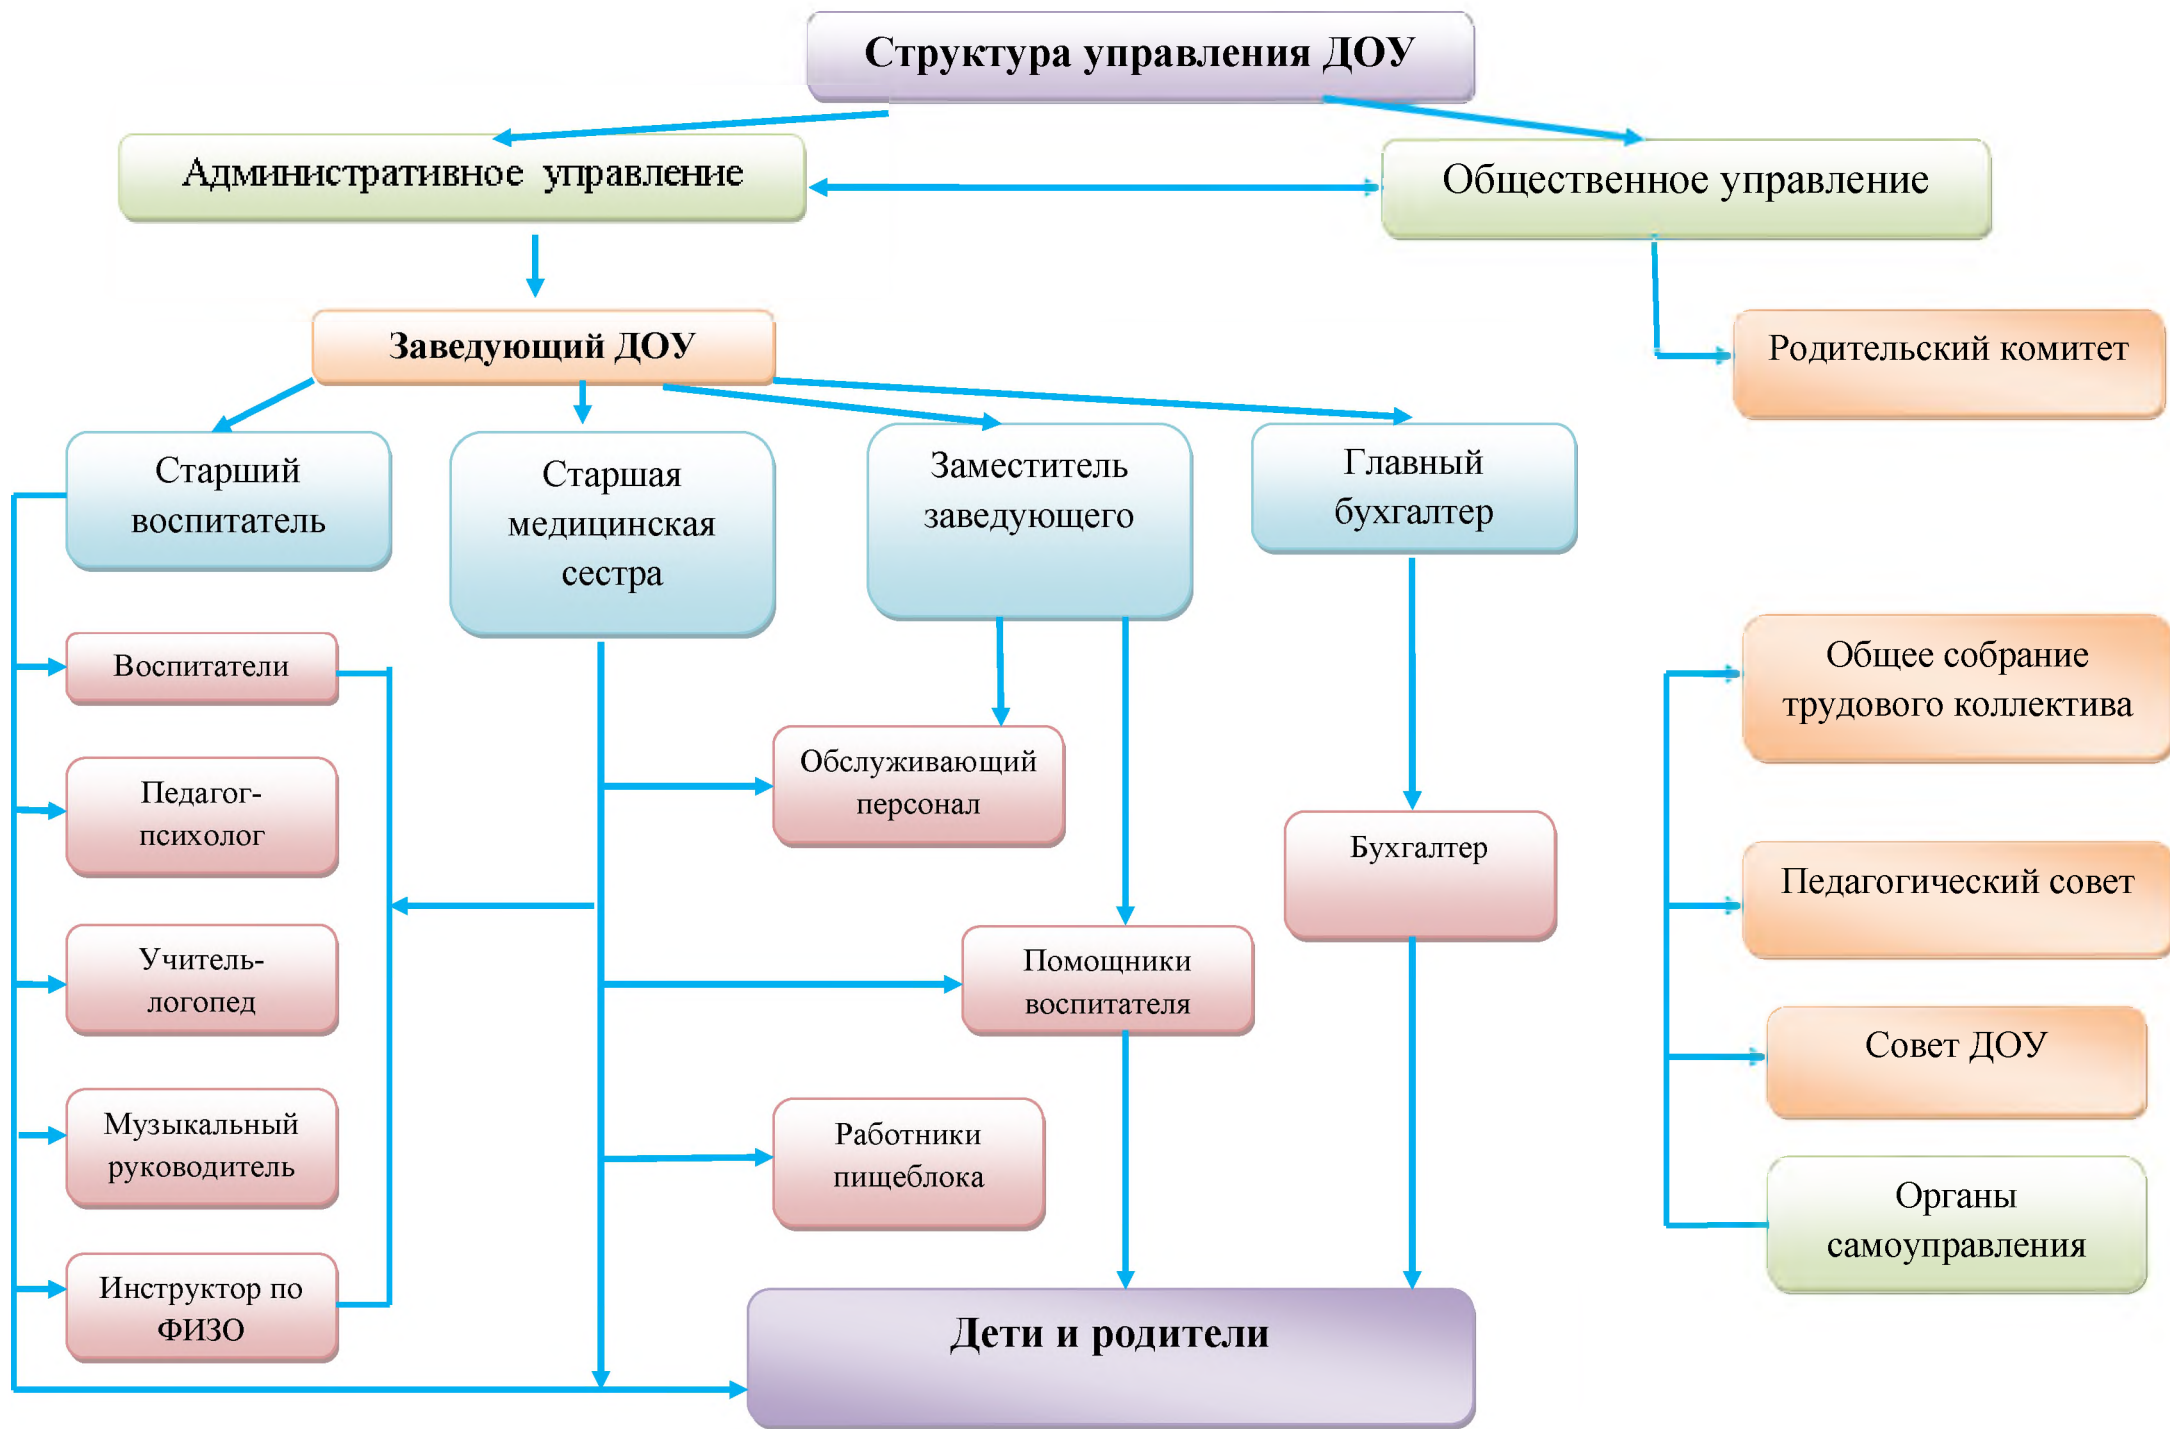 Структура управления ДОУ
Административное управление
Общественное управление
Заведующий ДОУ
Родительский комитет
Старший
воспитатель
Старшая
медицинская
сестра
Заместитель
заведующего
Главный
бухгалтер
Воспитатели
Педагог-
психолог
Учитель-
логопед
Музыкальный
руководитель
Инструктор по
ФИЗО
Обслуживающий
персонал
Помощники
воспитателя
Работники
пищеблока
Бухгалтер
Дети и родители
Общее собрание
трудового коллектива
Педагогический совет
Совет ДОУ
Органы
самоуправления